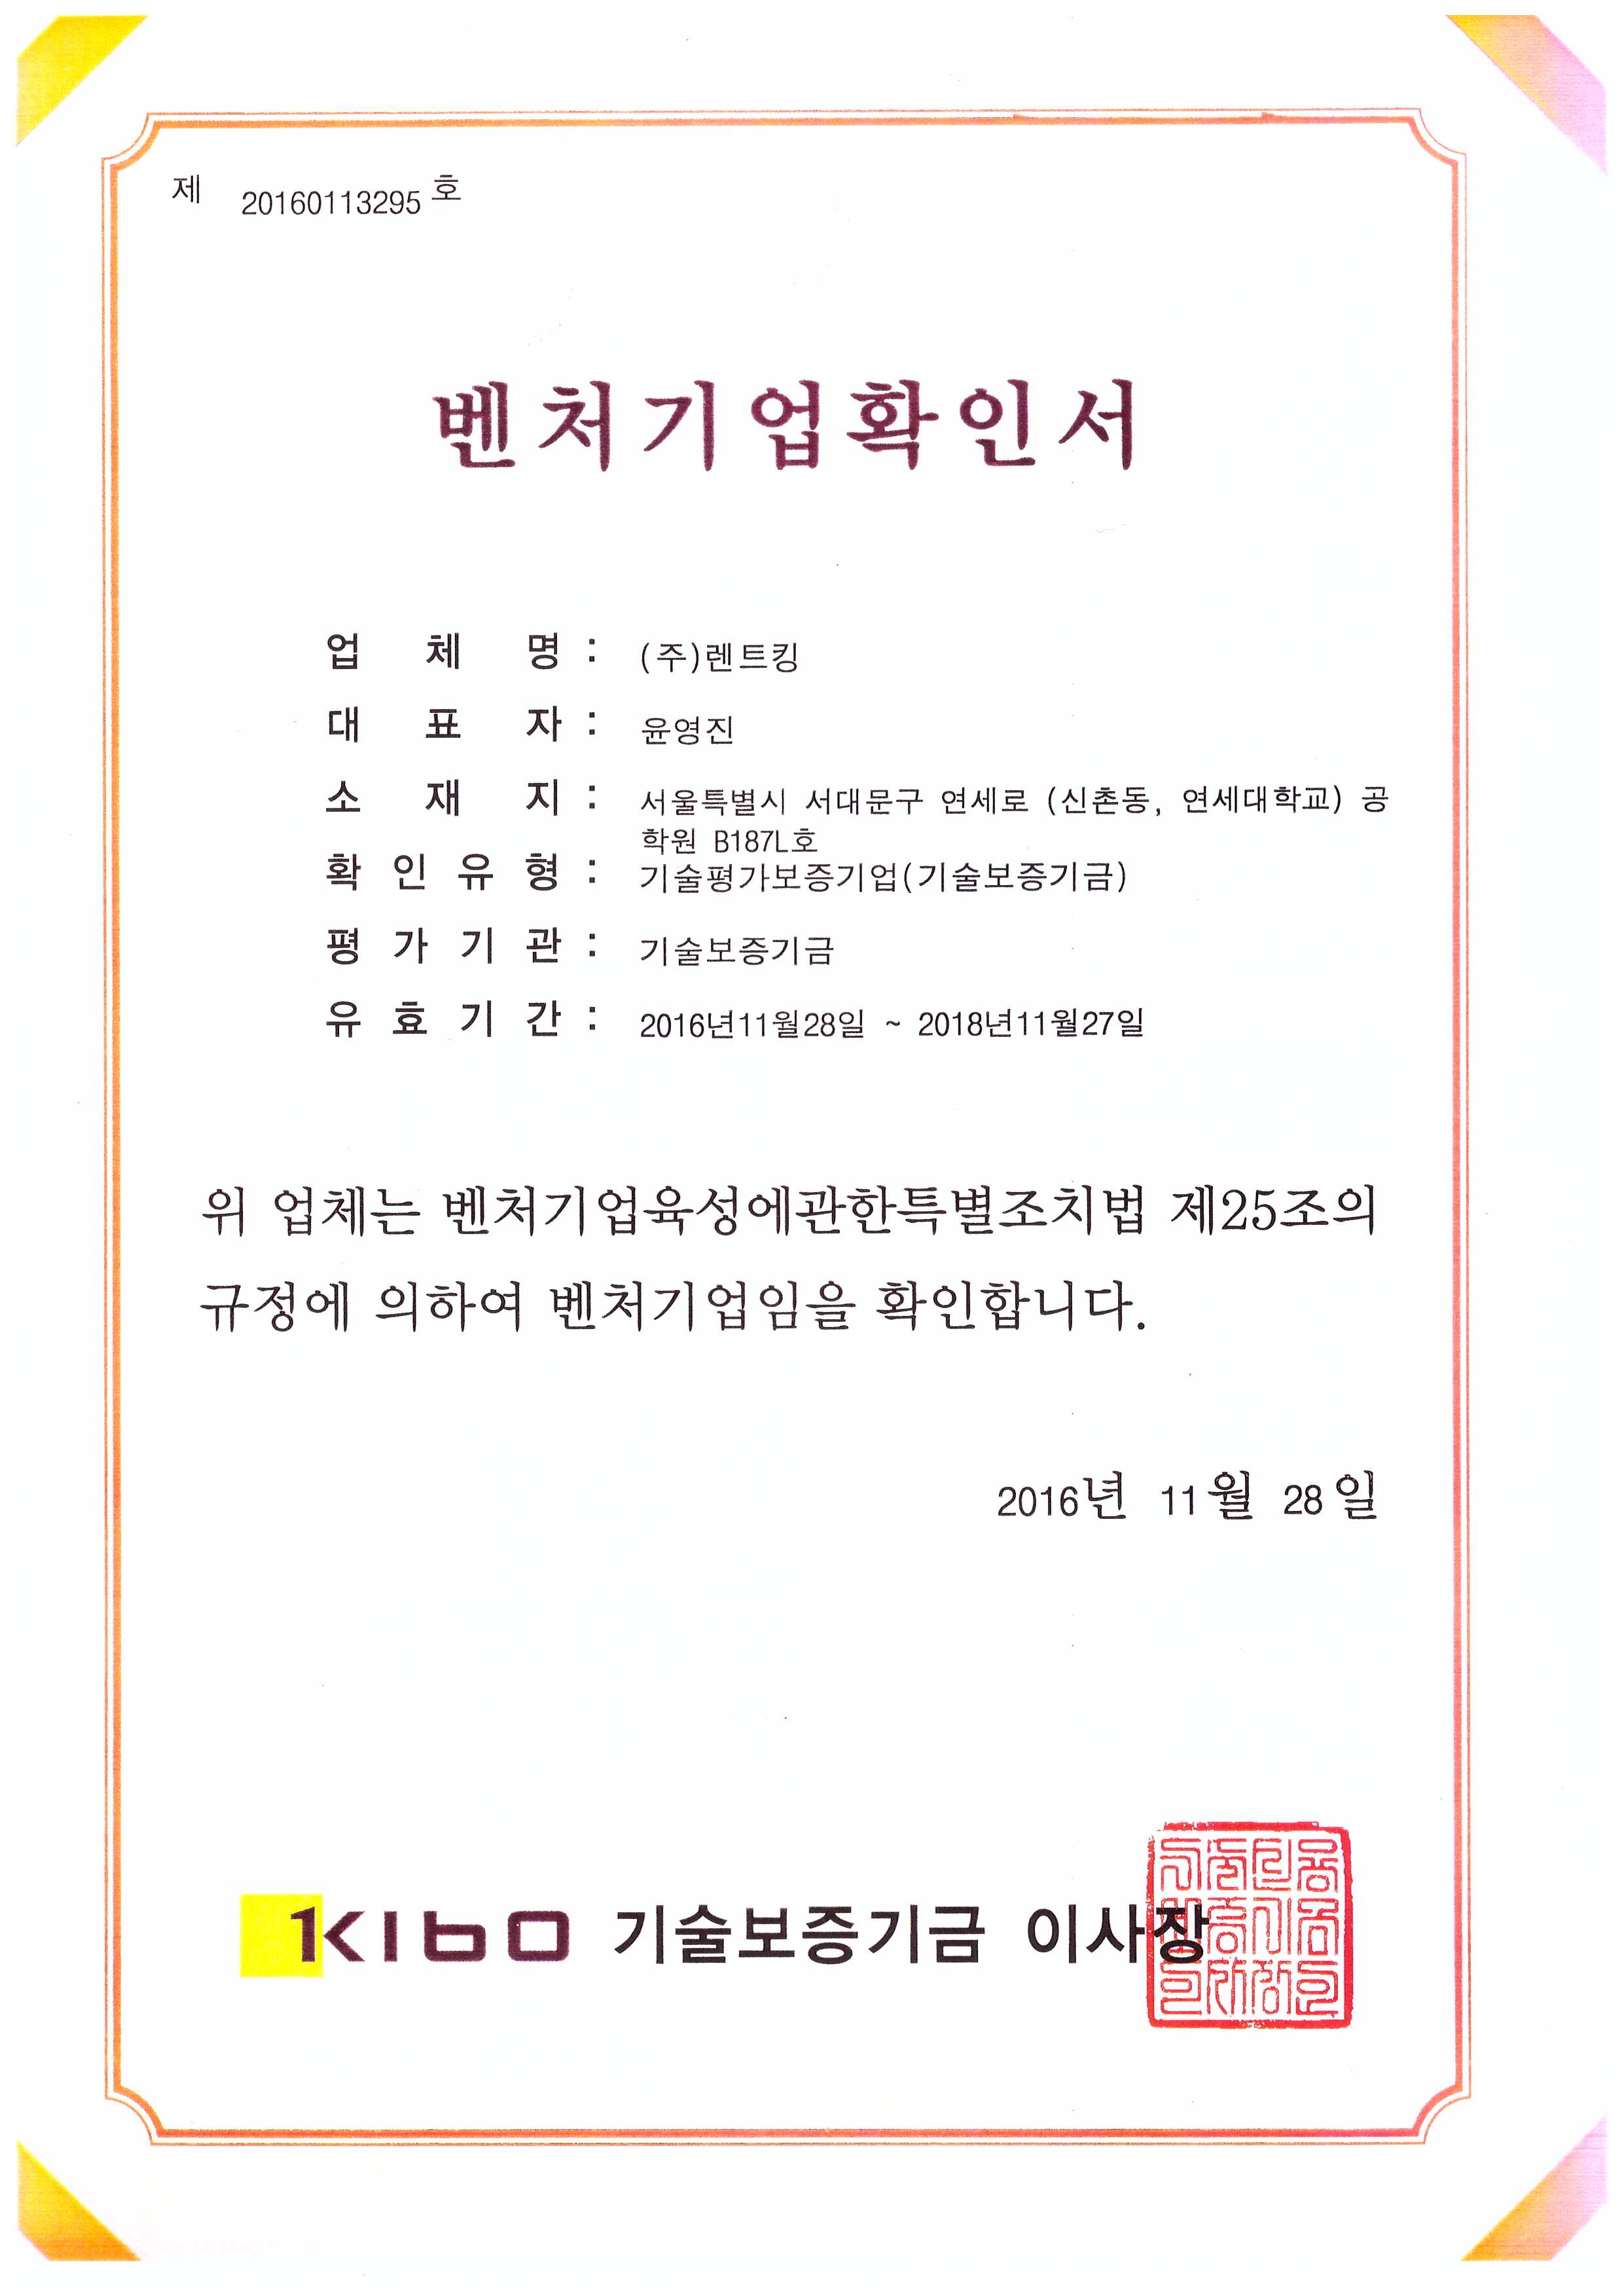 제 20160113295 호
벤처기업확인서
업 체 명 : (주)렌트킹
대 표 자 : 윤영진
소 재 지 : 서울특별시 서대문구 연세로 (신촌동, 연세대학교) 공
학원 B187L호
확 인 유 형 : 기술평가보증기업(기술보증기금)
평 가 기 관 : 기술보증기금
유 효 기 간 : 2016년11월28일 ~ 2018년11월27일
위 업체는 벤처기업육성에관한특별조치법 제25조의
규정에 의하여 벤처기업임을 확인합니다.
2016년 11월 28일
KIBO 기술보증기금 이사장